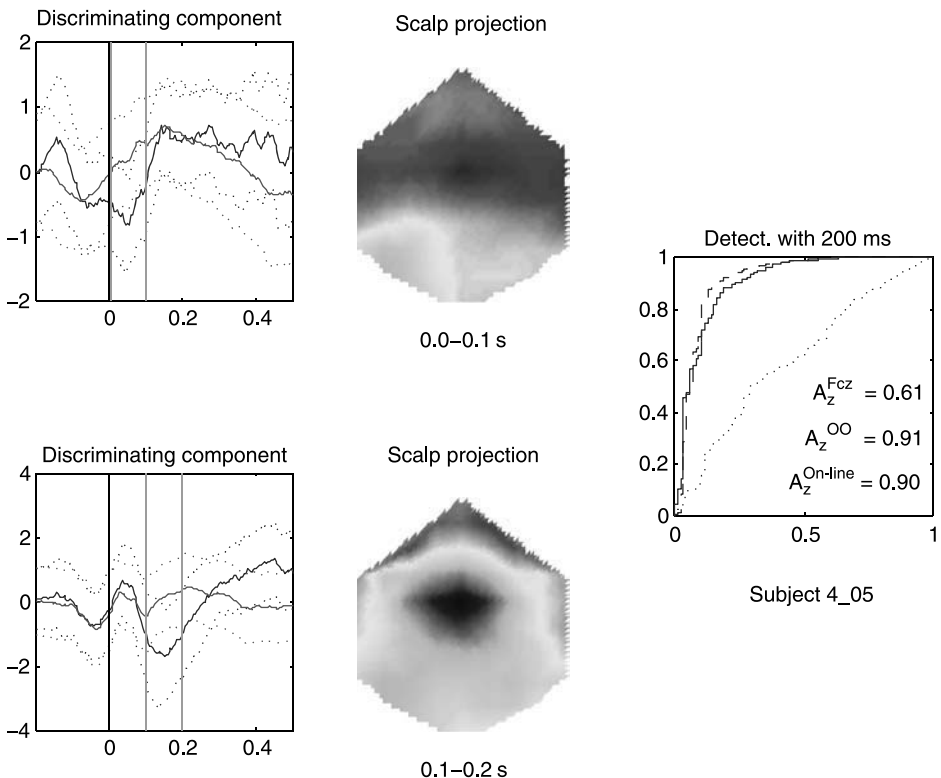 Discriminating component
2
1
0
−1
−2
0 0.2 0.4
Scalp projection
0.0−0.1 s
Discriminating component
4
2
0
−2
−4
0 0.2 0.4
Scalp projection
0.1−0.2 s
Detect. with 200 ms
1
0.8
0.6
0.4
0.2
0
0 0.5 1
A_z^Fcz = 0.61
A_z^OO = 0.91
A_z^On-line = 0.90
Subject 4_05